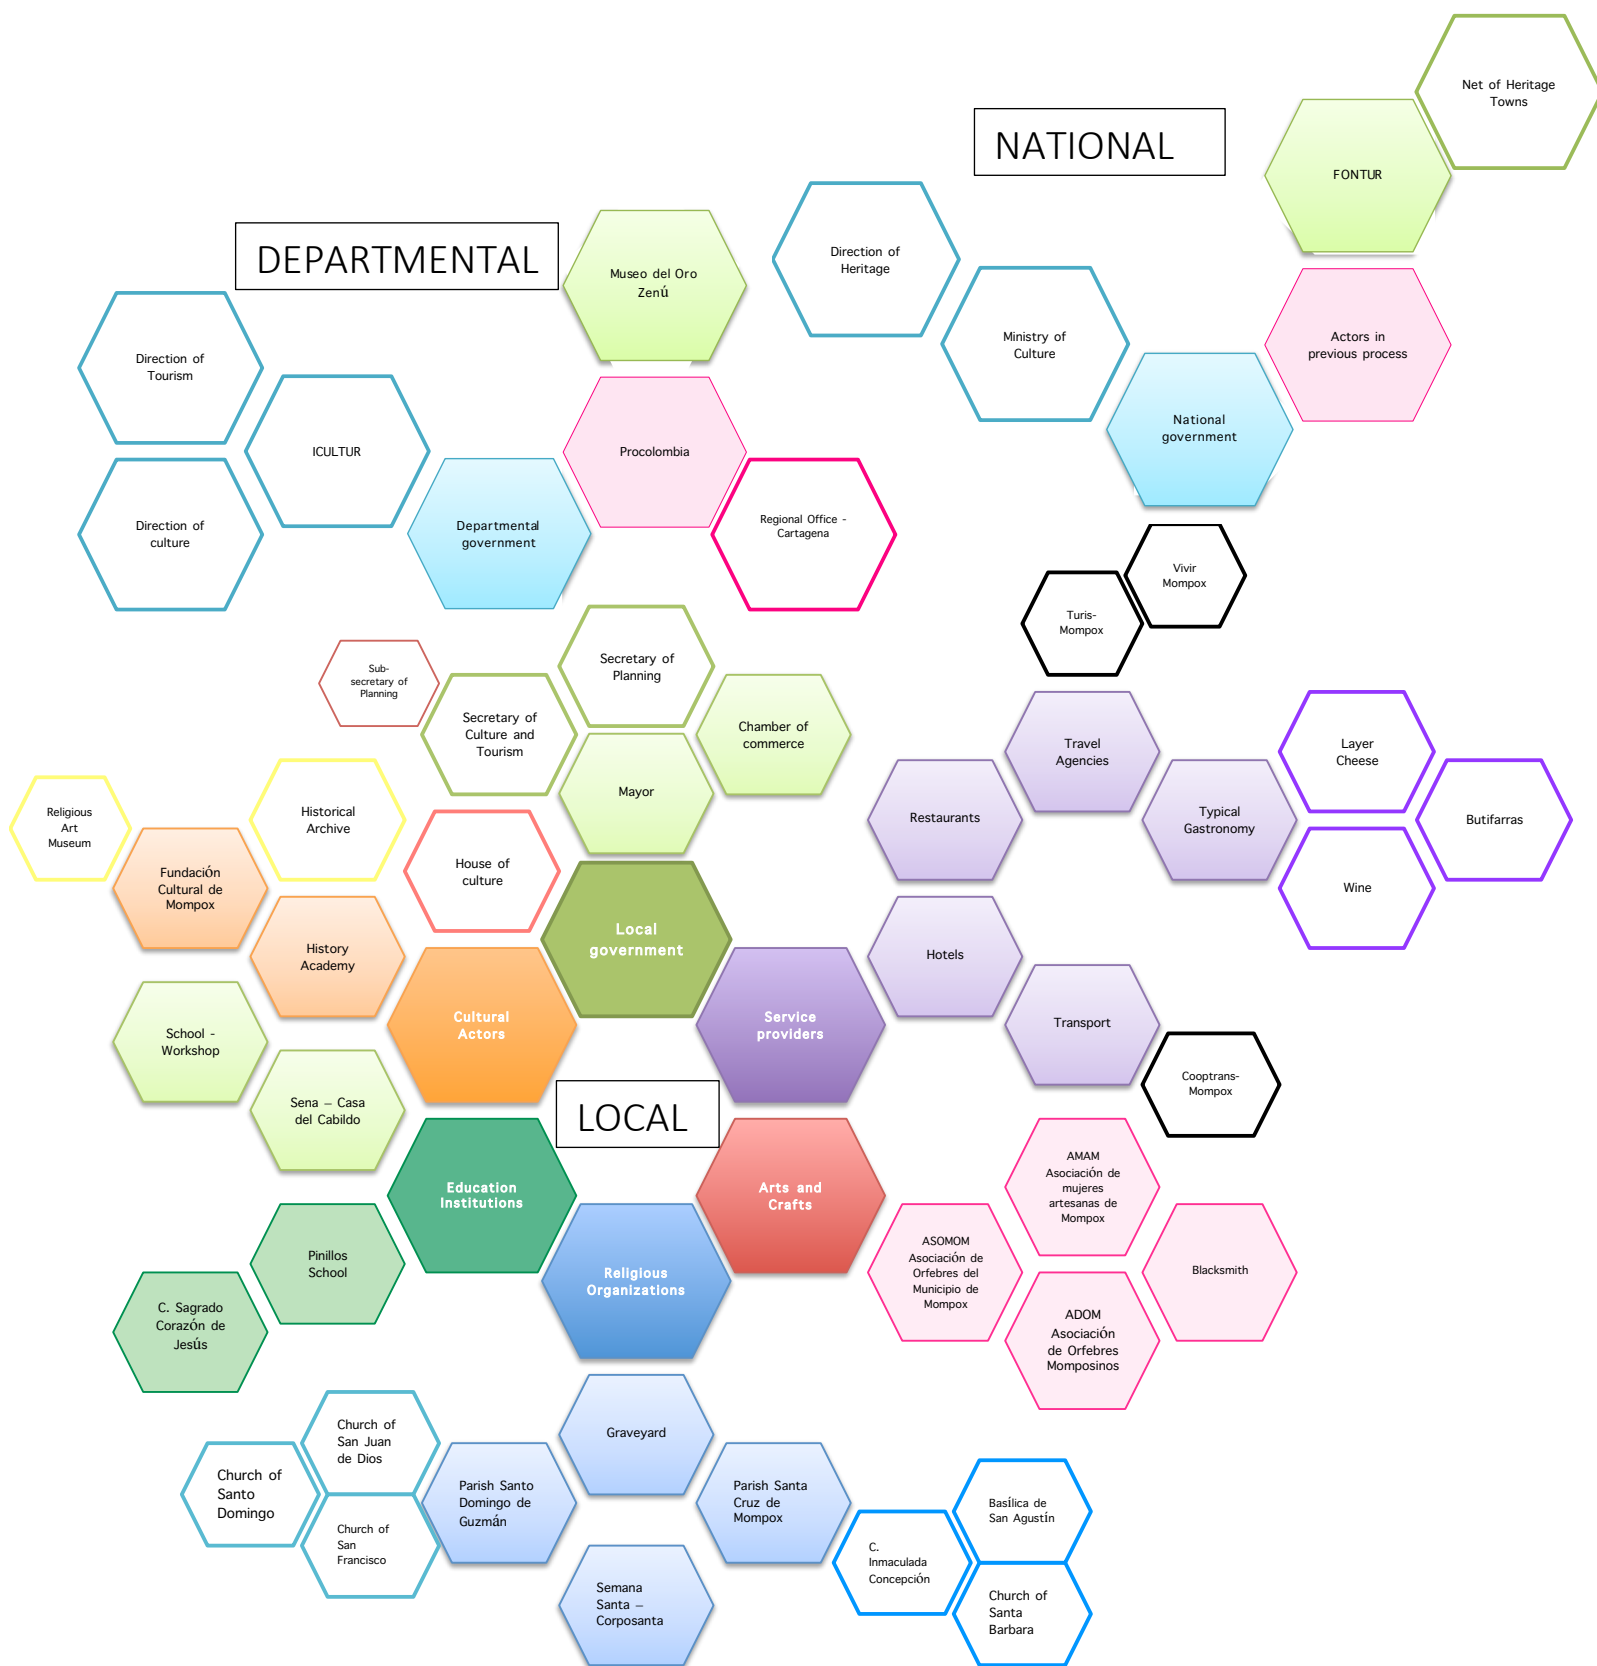 Net of Heritage
Towns
NATIONAL
FONTUR
Direction of
Heritage
Ministry of
Culture
Actors in
previous process
National
government
DEPARTMENTAL
Museo del Oro
Zenú
Direction of
Tourism
ICULTUR
Procolombia
Direction of
culture
Departmental
government
Regional Office -
Cartagena
Vivir
Mompox
Turis-
Mompox
Sub-
secretary of
Planning
Secretary of
Planning
Secretary of
Culture and
Tourism
Chamber of
commerce
Mayor
Travel
Agencies
Layer
Cheese
Restaurants
Typical
Gastronomy
Butifarras
Wine
Religious
Art
Museum
Historical
Archive
House of
culture
Fundación
Cultural de
Mompox
History
Academy
Local
government
Hotels
Cultural
Actors
Service
providers
Transport
Cooptrans-
Mompox
School -
Workshop
Sena – Casa
del Cabildo
LOCAL
Education
Institutions
Arts and
Crafts
AMAM
Asociación de
mujeres
artesanas de
Mompox
ASOMOM
Asociación de
Orfebres del
Municipio de
Mompox
Blacksmith
ADOM
Asociación
de Orfebres
Momposinos
Pinillos
School
C. Sagrado
Corazón de
Jesús
Religious
Organizations
Graveyard
Church of
San Juan
de Dios
Church of
Santo
Domingo
Church of
San
Francisco
Parish Santo
Domingo de
Guzmán
Parish Santa
Cruz de
Mompox
Basílica de
San Agustín
C.
Inmaculada
Concepción
Church of
Santa
Barbara
Semana
Santa –
Corposanta